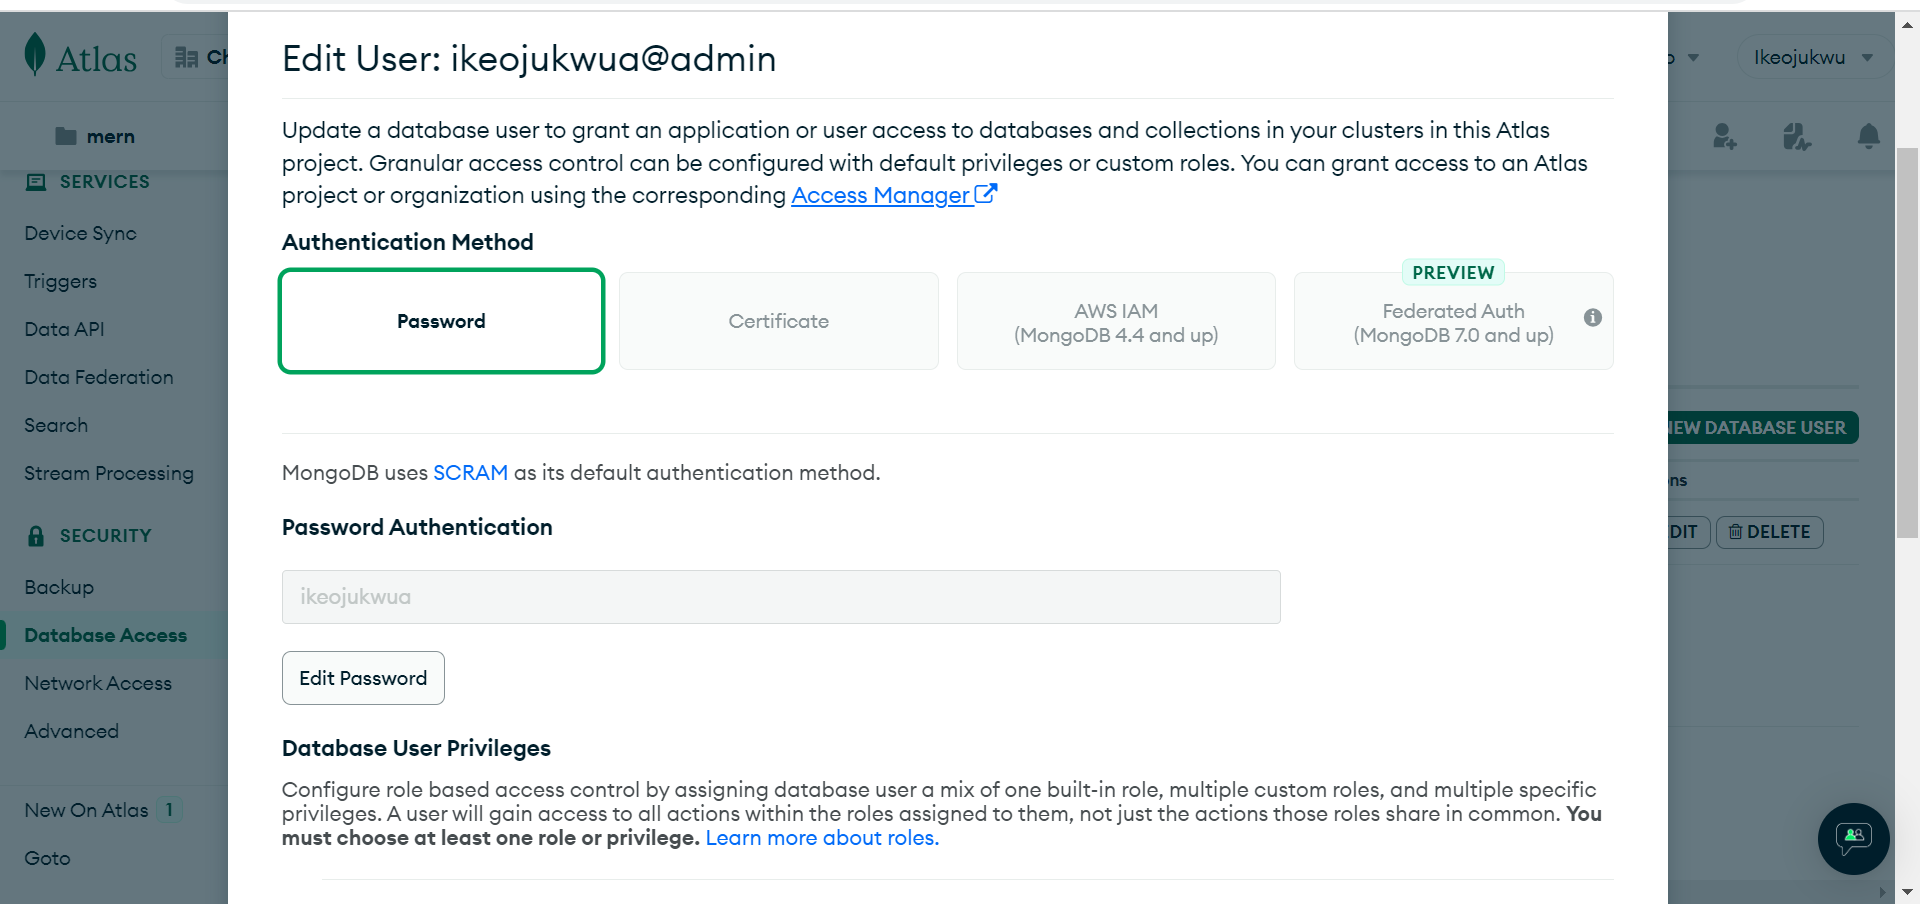 Atlas
mern
SERVICES
Device Sync
Triggers
Data API
Data Federation
Search
Stream Processing
SECURITY
Backup
Database Access
Network Access
Advanced
New On Atlas 1
Goto
Edit User: ikeojukwua@admin
Update a database user to grant an application or user access to databases and collections in your clusters in this Atlas
project. Granular access control can be configured with default privileges or custom roles. You can grant access to an Atlas
project or organization using the corresponding Access Manager
Authentication Method
Password
Certificate
AWS IAM
(MongoDB 4.4 and up)
PREVIEW
Federated Auth
(MongoDB 7.0 and up)
MongoDB uses SCRAM as its default authentication method.
Password Authentication
ikeojukwua
Edit Password
Database User Privileges
Configure role based access control by assigning database user a mix of one built-in role, multiple custom roles, and multiple specific
privileges. A user will gain access to all actions within the roles assigned to them, not just the actions those roles share in common. You
must choose at least one role or privilege. Learn more about roles.
Ikeojukwu
DATABASE USER
DELETE